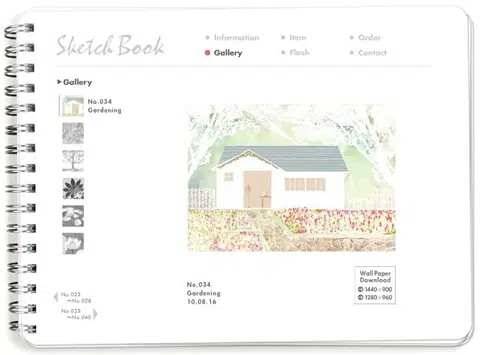 Sketch Book
Information
Item
Order
Gallery
Flash
Contact
Gallery
No.034
Gardening
No.022
~No.028
No.035
~No.040
No.034
Gardening
10.08.16
Wall Paper
Download
1440×900
1280×960